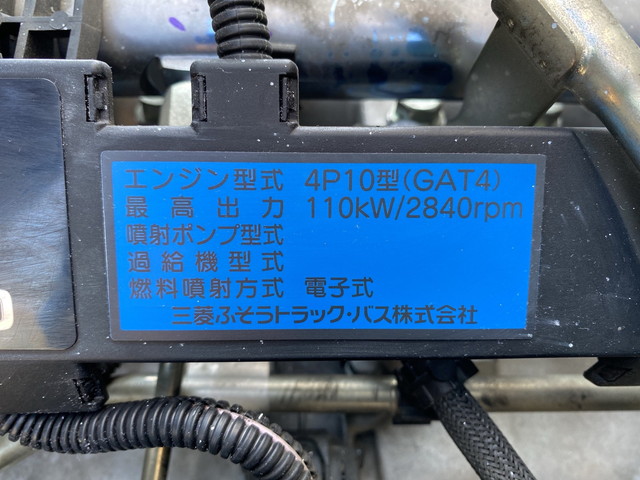 エンジン型式 4P10型(GAT4)
最高出力 110kW/2840rpm
噴射ポンプ型式
過給機型式
燃料噴射方式 電子式
三菱ふそうトラック・バス株式会社